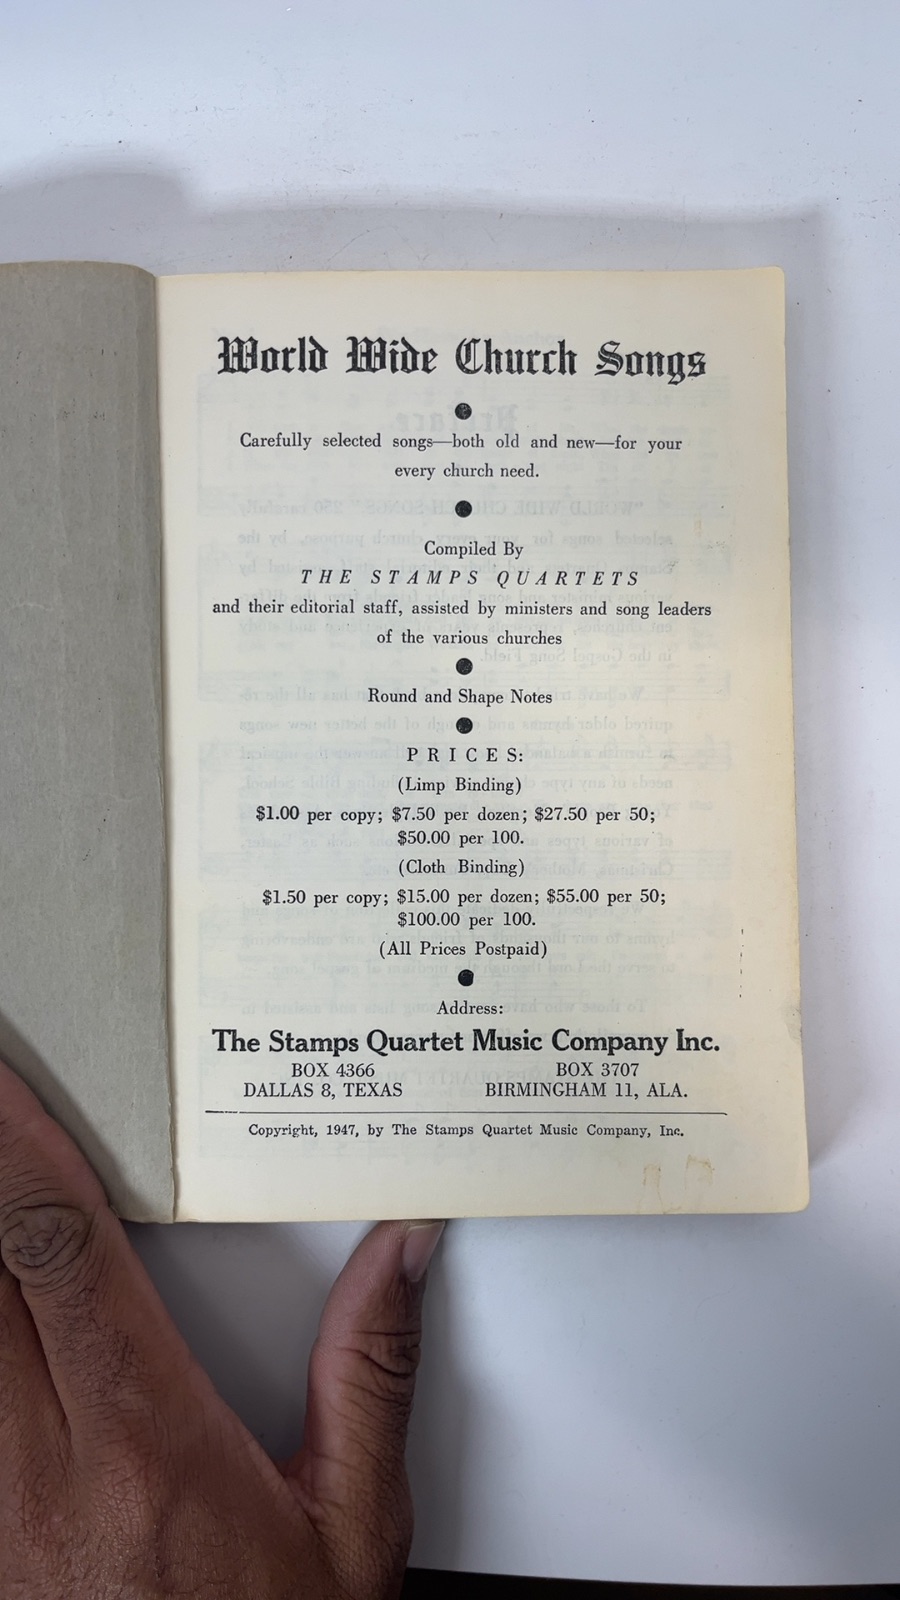 World Wide Church Songs
Carefully selected songs—both old and new—for your
every church need.
Compiled By
THE STAMPS QUARTETS
and their editorial staff, assisted by ministers and song leaders
of the various churches
Round and Shape Notes
PRICES:
(Limp Binding)
$1.00 per copy; $7.50 per dozen; $27.50 per 50;
$50.00 per 100.
(Cloth Binding)
$1.50 per copy; $15.00 per dozen; $55.00 per 50;
$100.00 per 100.
(All Prices Postpaid)
Address:
The Stamps Quartet Music Company Inc.
BOX 4366 BOX 3707
DALLAS 8, TEXAS BIRMINGHAM 11, ALA.
Copyright, 1947, by The Stamps Quartet Music Company, Inc.